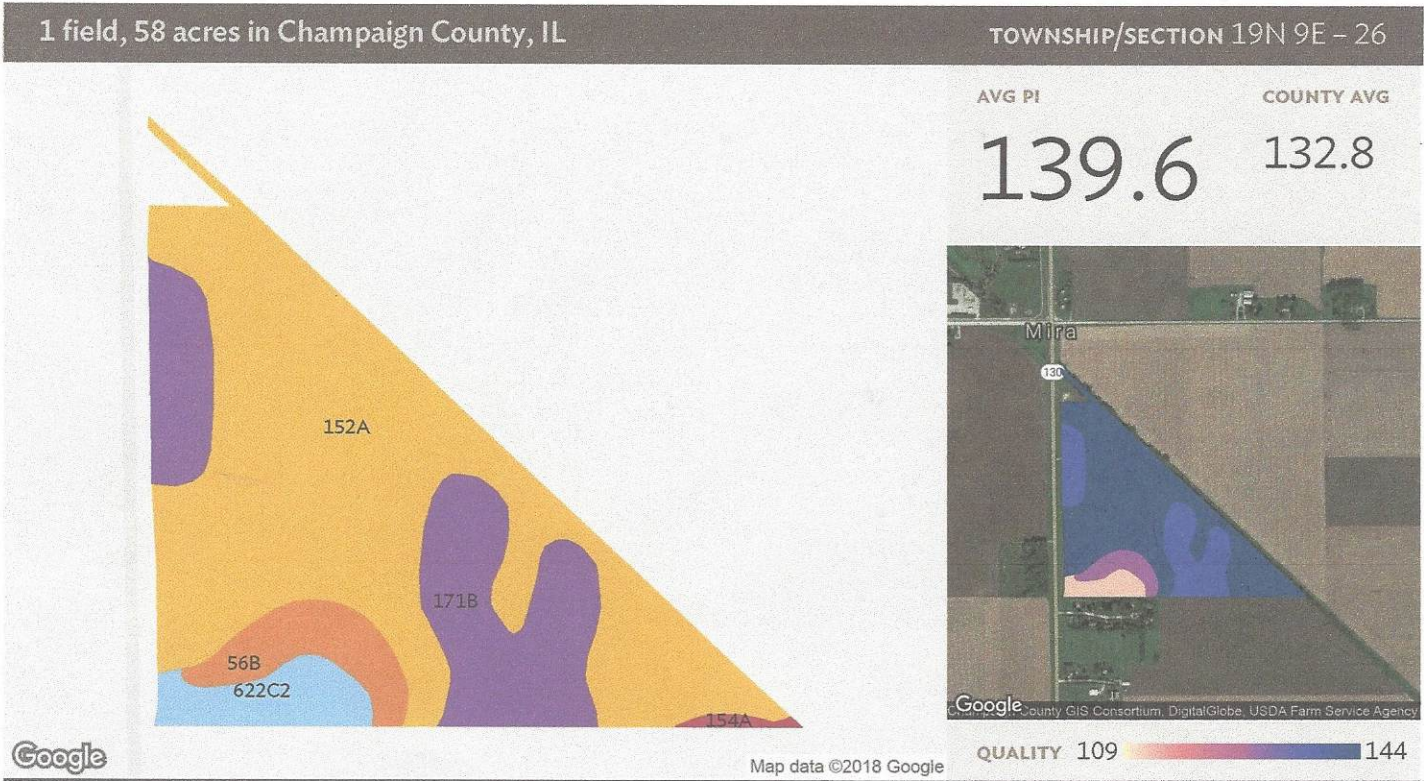 1 field, 58 acres in Champaign County, IL
TOWNSHIP/SECTION 19N 9E – 26
AVG PI
COUNTY AVG
139.6
132.8
152A
171B
56B
622C2
154A
Google
Map data ©2018 Google
Mira
130
Google
County GIS Consortium, DigitalGlobe, USDA Farm Service Agency
QUALITY 109
144